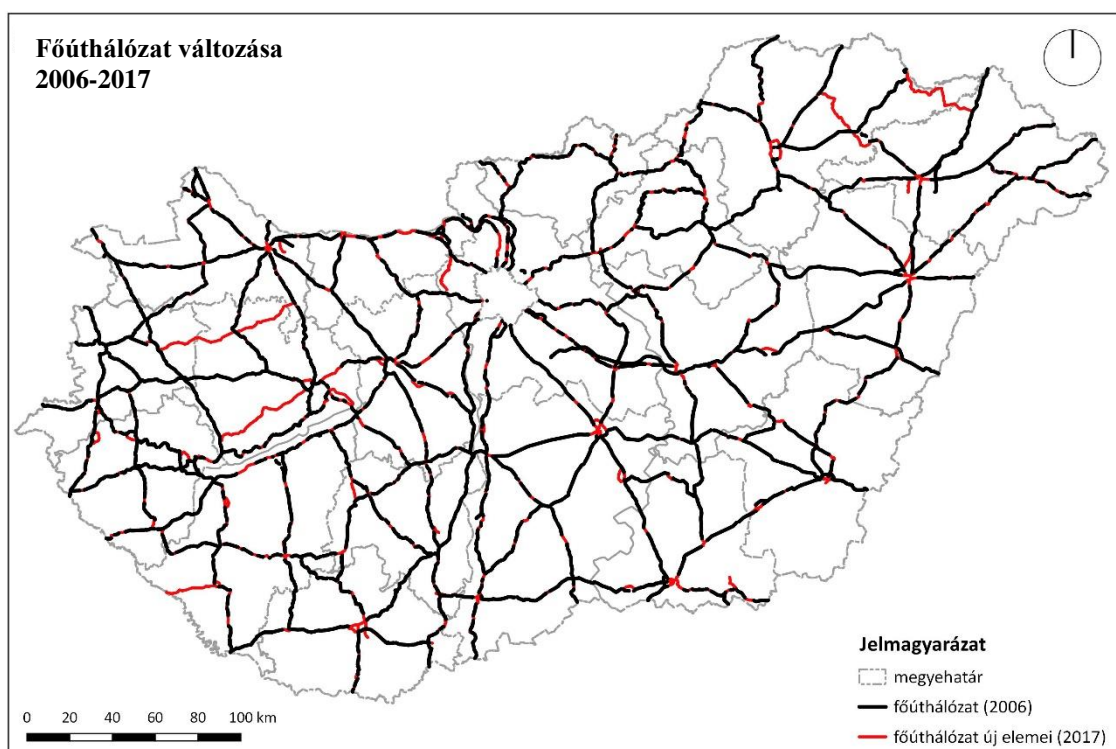 Főúthálózat változása
2006-2017
Jelmagyarázat
megyehatár
főúthálózat (2006)
főúthálózat új elemei (2017)
0 20 40 60 80 100 km